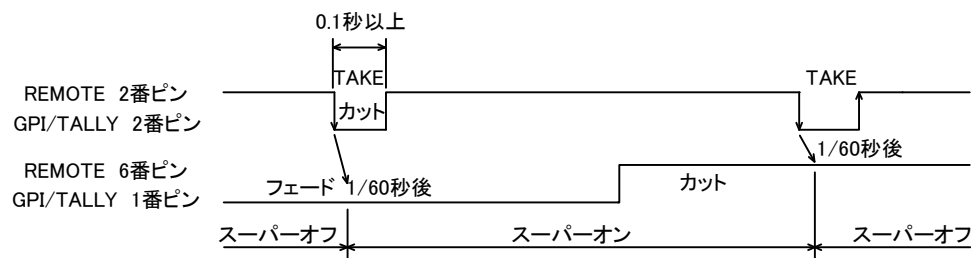 0.1秒以上
TAKE
TAKE
REMOTE 2番ピン
カット
GPI/TALLY 2番ピン
1/60秒後
REMOTE 6番ピン
フェード
1/60秒後
カット
GPI/TALLY 1番ピン
スーパーオフ
スーパーオン
スーパーオフ